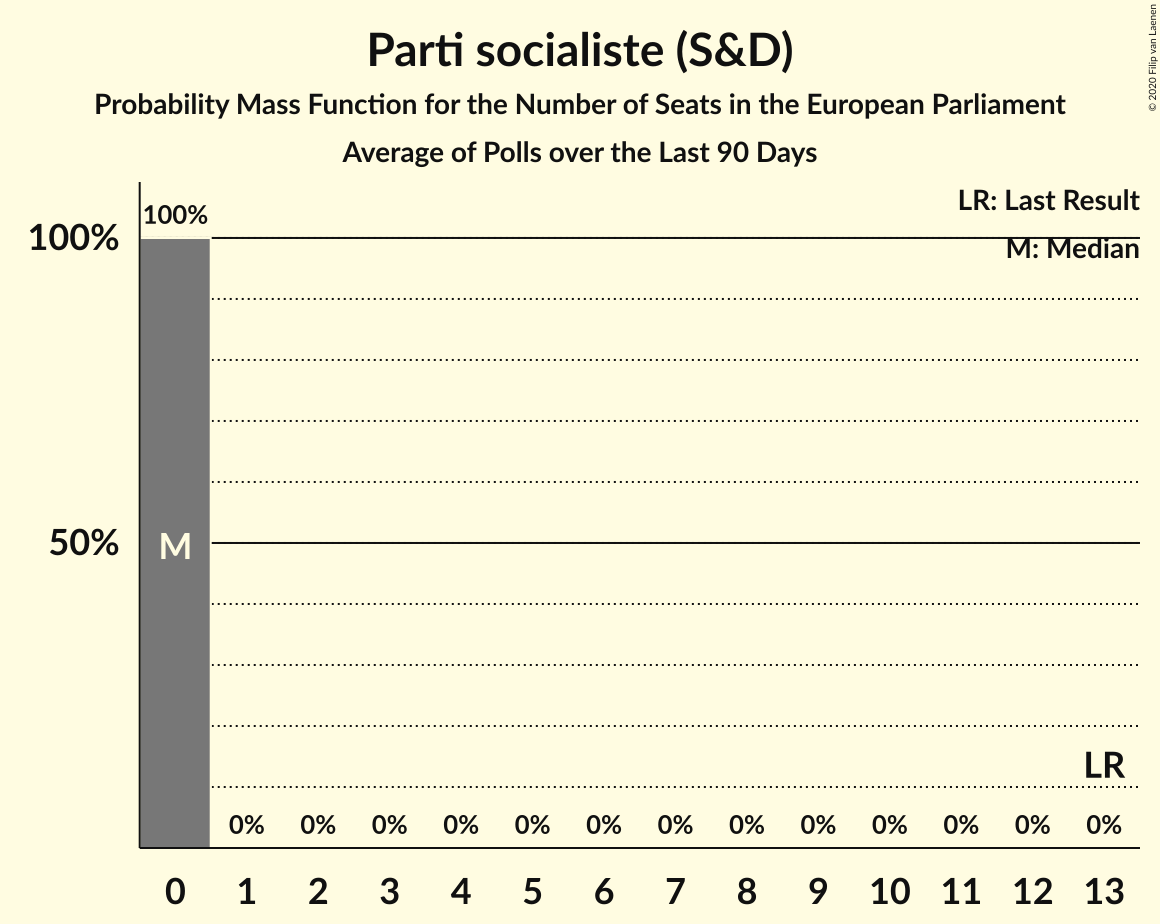 Parti socialiste (S&D)
Probability Mass Function for the Number of Seats in the European Parliament
Average of Polls over the Last 90 Days
© 2020 Filip van Laenen
LR: Last Result
M: Median
100%
100%
50%
M
LR
0% 0% 0% 0% 0% 0% 0% 0% 0% 0% 0% 0% 0%
0 1 2 3 4 5 6 7 8 9 10 11 12 13